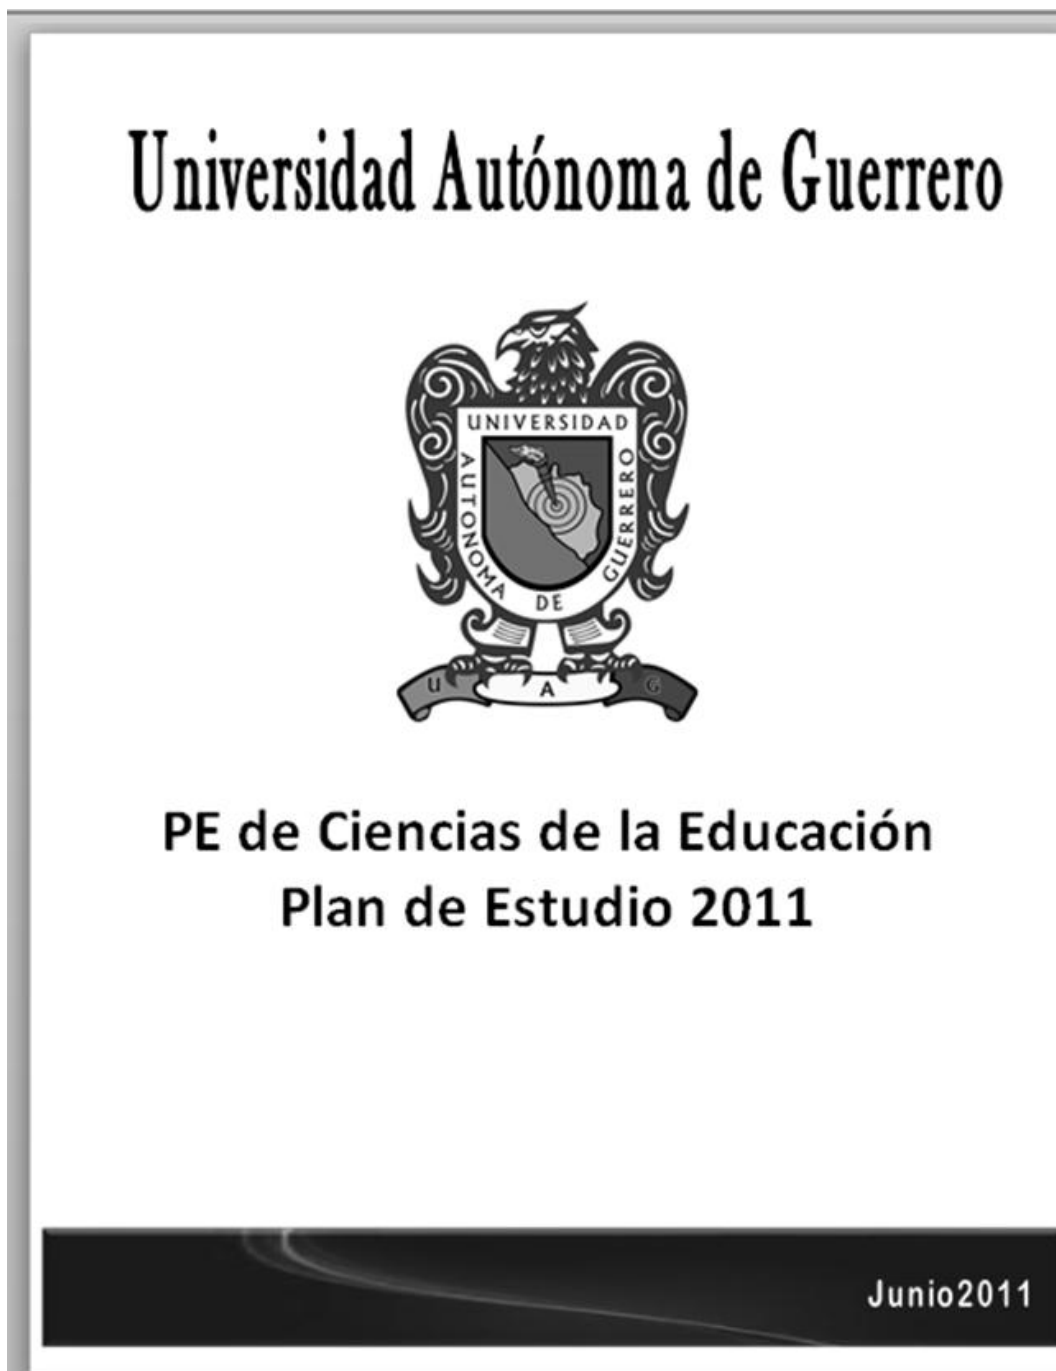 Universidad Autónoma de Guerrero
UNIVERSIDAD
AUTONOMA
DE
GUERRERO
U A G
PE de Ciencias de la Educación
Plan de Estudio 2011
Junio2011